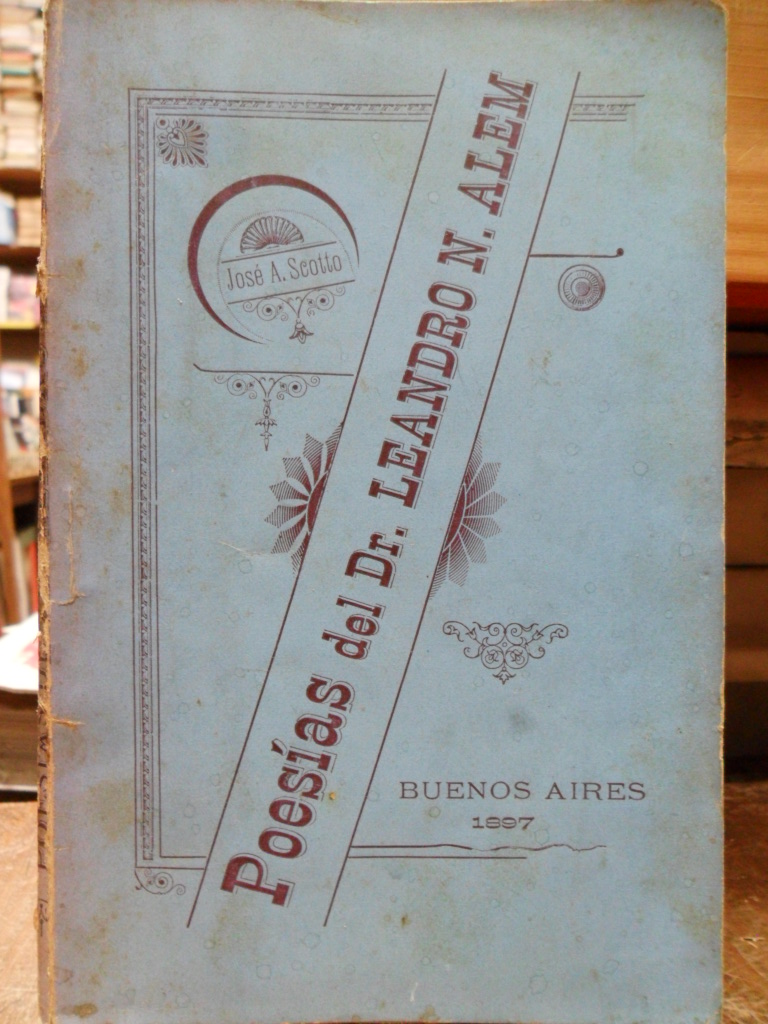 José A. Scotto
Poesías del Dr. LEANDRO N. ALEM
BUENOS AIRES
1897